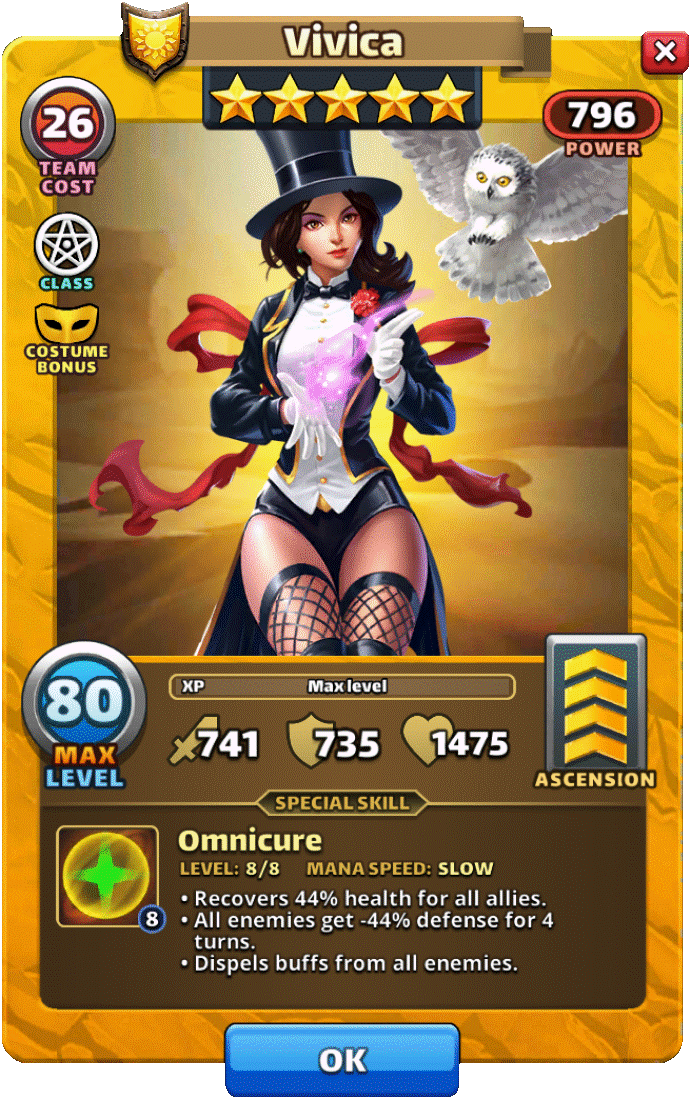 Vivica
26
TEAM
COST
796
POWER
CLASS
COSTUME
BONUS
80
MAX
LEVEL
XP Max level
741 735 1475
ASCENSION
SPECIAL SKILL
Omnicure
LEVEL: 8/8 MANA SPEED: SLOW
8
• Recovers 44% health for all allies.
• All enemies get -44% defense for 4
turns.
• Dispels buffs from all enemies.
OK